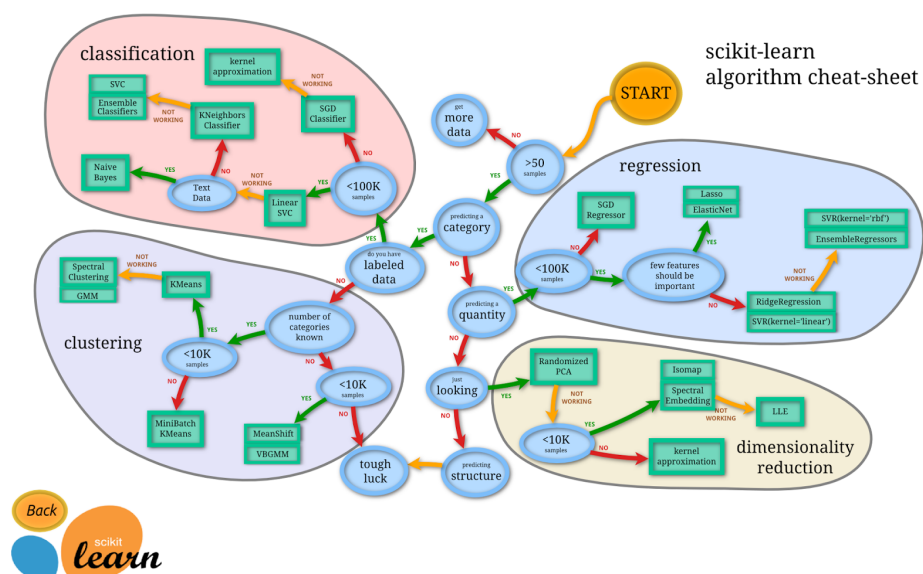 scikit-learn
algorithm cheat-sheet
START
classification
kernel
approximation
NOT
WORKING
SVC
Ensemble
Classifiers
NOT
WORKING
KNeighbors
Classifier
SGD
Classifier
NO
NO
Naive
Bayes
YES
Text
Data
NOT
WORKING
Linear
SVC
YES
<100K
samples
get
more
data
NO
>50
samples
YES
predicting a
category
YES
YES
do you have
labeled
data
NO
NO
predicting a
quantity
YES
NO
just
looking
YES
NO
predicting
structure
tough
luck
regression
SGD
Regressor
NO
<100K
samples
YES
Lasso
ElasticNet
YES
few features
should be
important
NO
SVR(kernel='rbf')
EnsembleRegressors
NOT
WORKING
RidgeRegression
SVR(kernel='linear')
clustering
Spectral
Clustering
GMM
NOT
WORKING
KMeans
YES
number of
categories
known
YES
<10K
samples
NO
NO
<10K
samples
MiniBatch
KMeans
YES
NO
MeanShift
VBGMM
Randomized
PCA
NOT
WORKING
<10K
samples
YES
NO
Isomap
Spectral
Embedding
NOT
WORKING
LLE
kernel
approximation
dimensionality
reduction
Back
scikit
learn